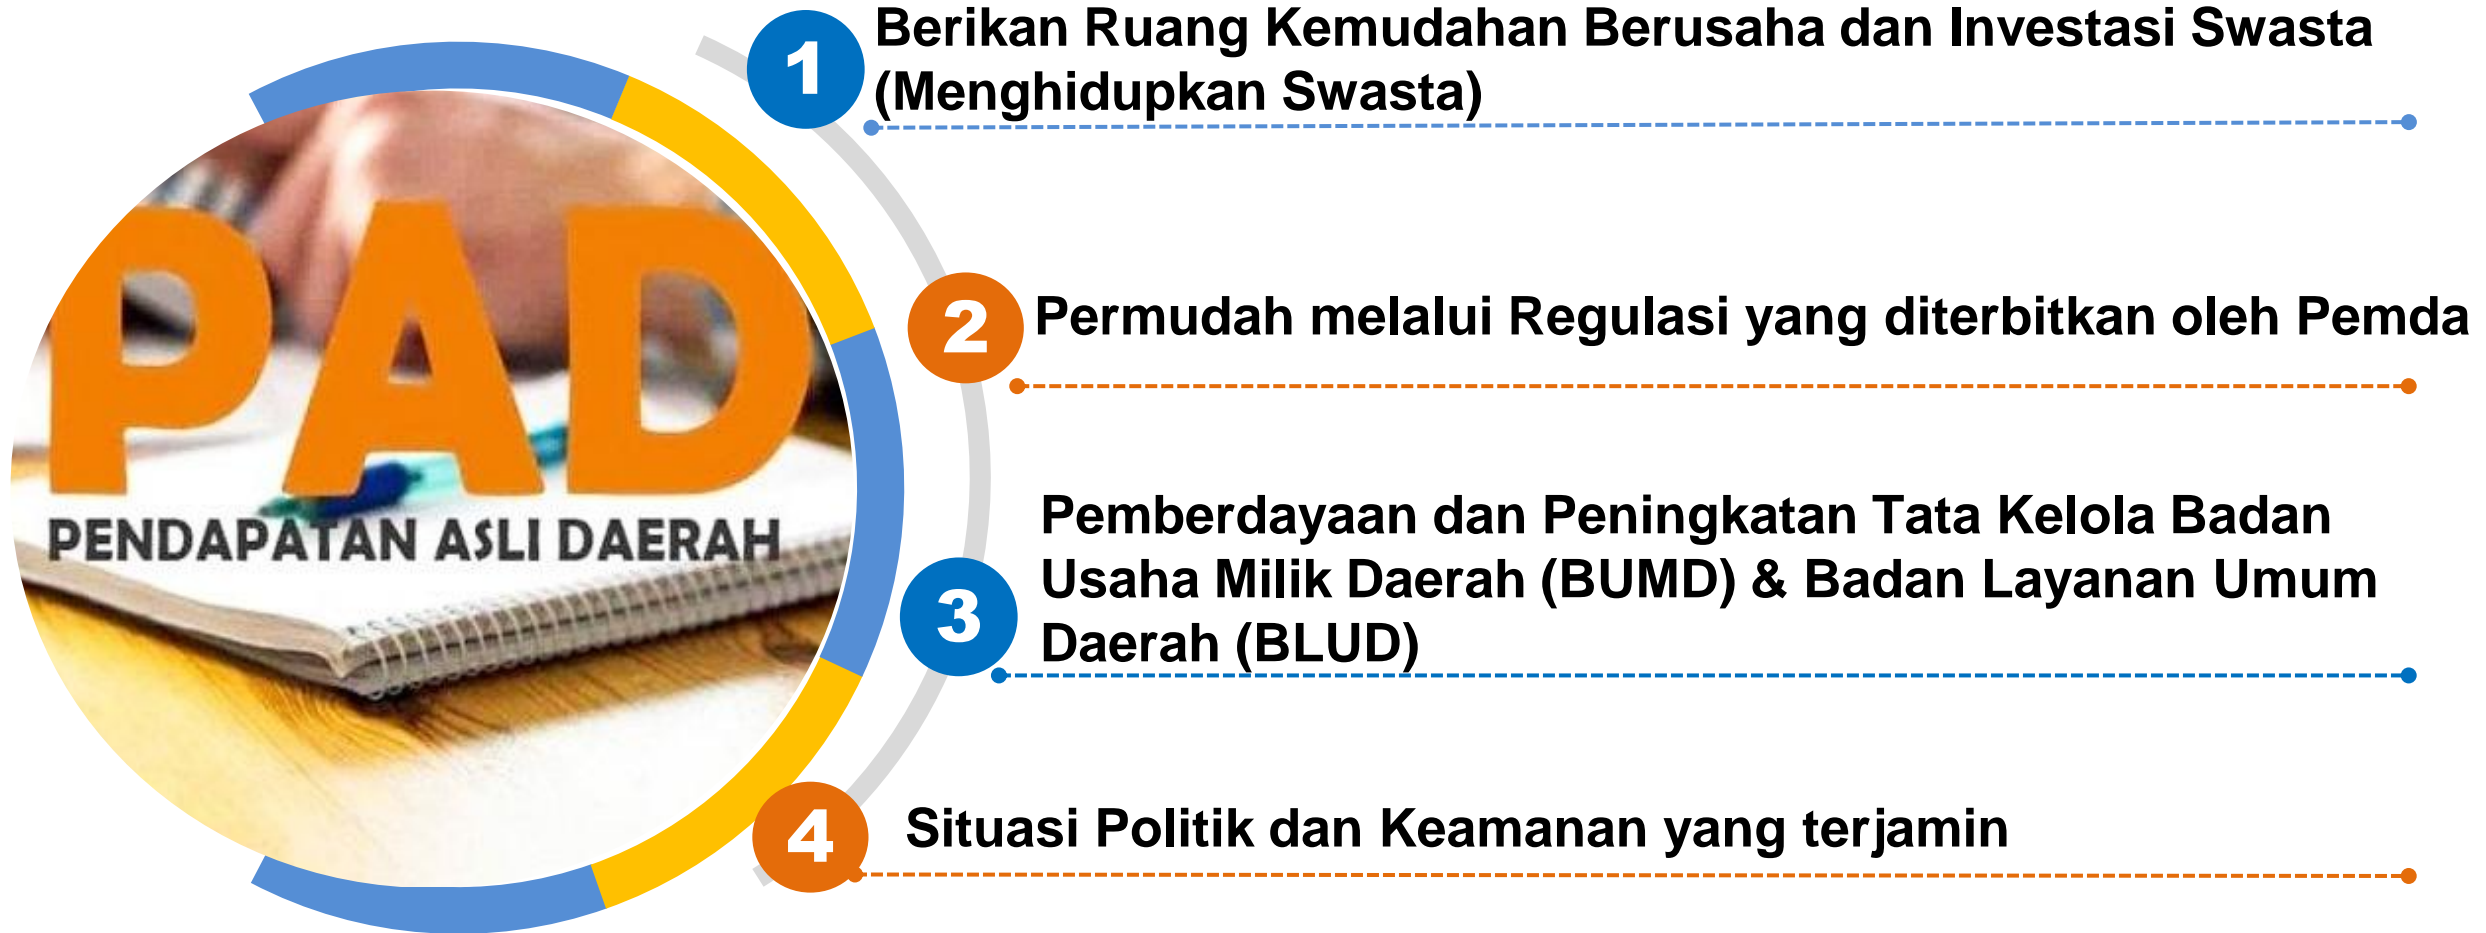 1
Berikan Ruang Kemudahan Berusaha dan Investasi Swasta
(Menghidupkan Swasta)
PAD
PENDAPATAN ASLI DAERAH
2
Permudah melalui Regulasi yang diterbitkan oleh Pemda
3
Pemberdayaan dan Peningkatan Tata Kelola Badan
Usaha Milik Daerah (BUMD) & Badan Layanan Umum
Daerah (BLUD)
4
Situasi Politik dan Keamanan yang terjamin